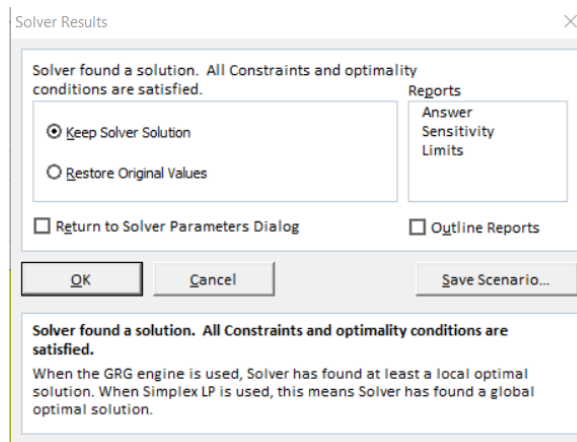 Solver Results
Solver found a solution. All Constraints and optimality
conditions are satisfied.
Reports
Answer
Sensitivity
Limits
Keep Solver Solution
Restore Original Values
Return to Solver Parameters Dialog
Outline Reports
OK
Cancel
Save Scenario...
Solver found a solution. All Constraints and optimality conditions are
satisfied.
When the GRG engine is used, Solver has found at least a local optimal
solution. When Simplex LP is used, this means Solver has found a global
optimal solution.